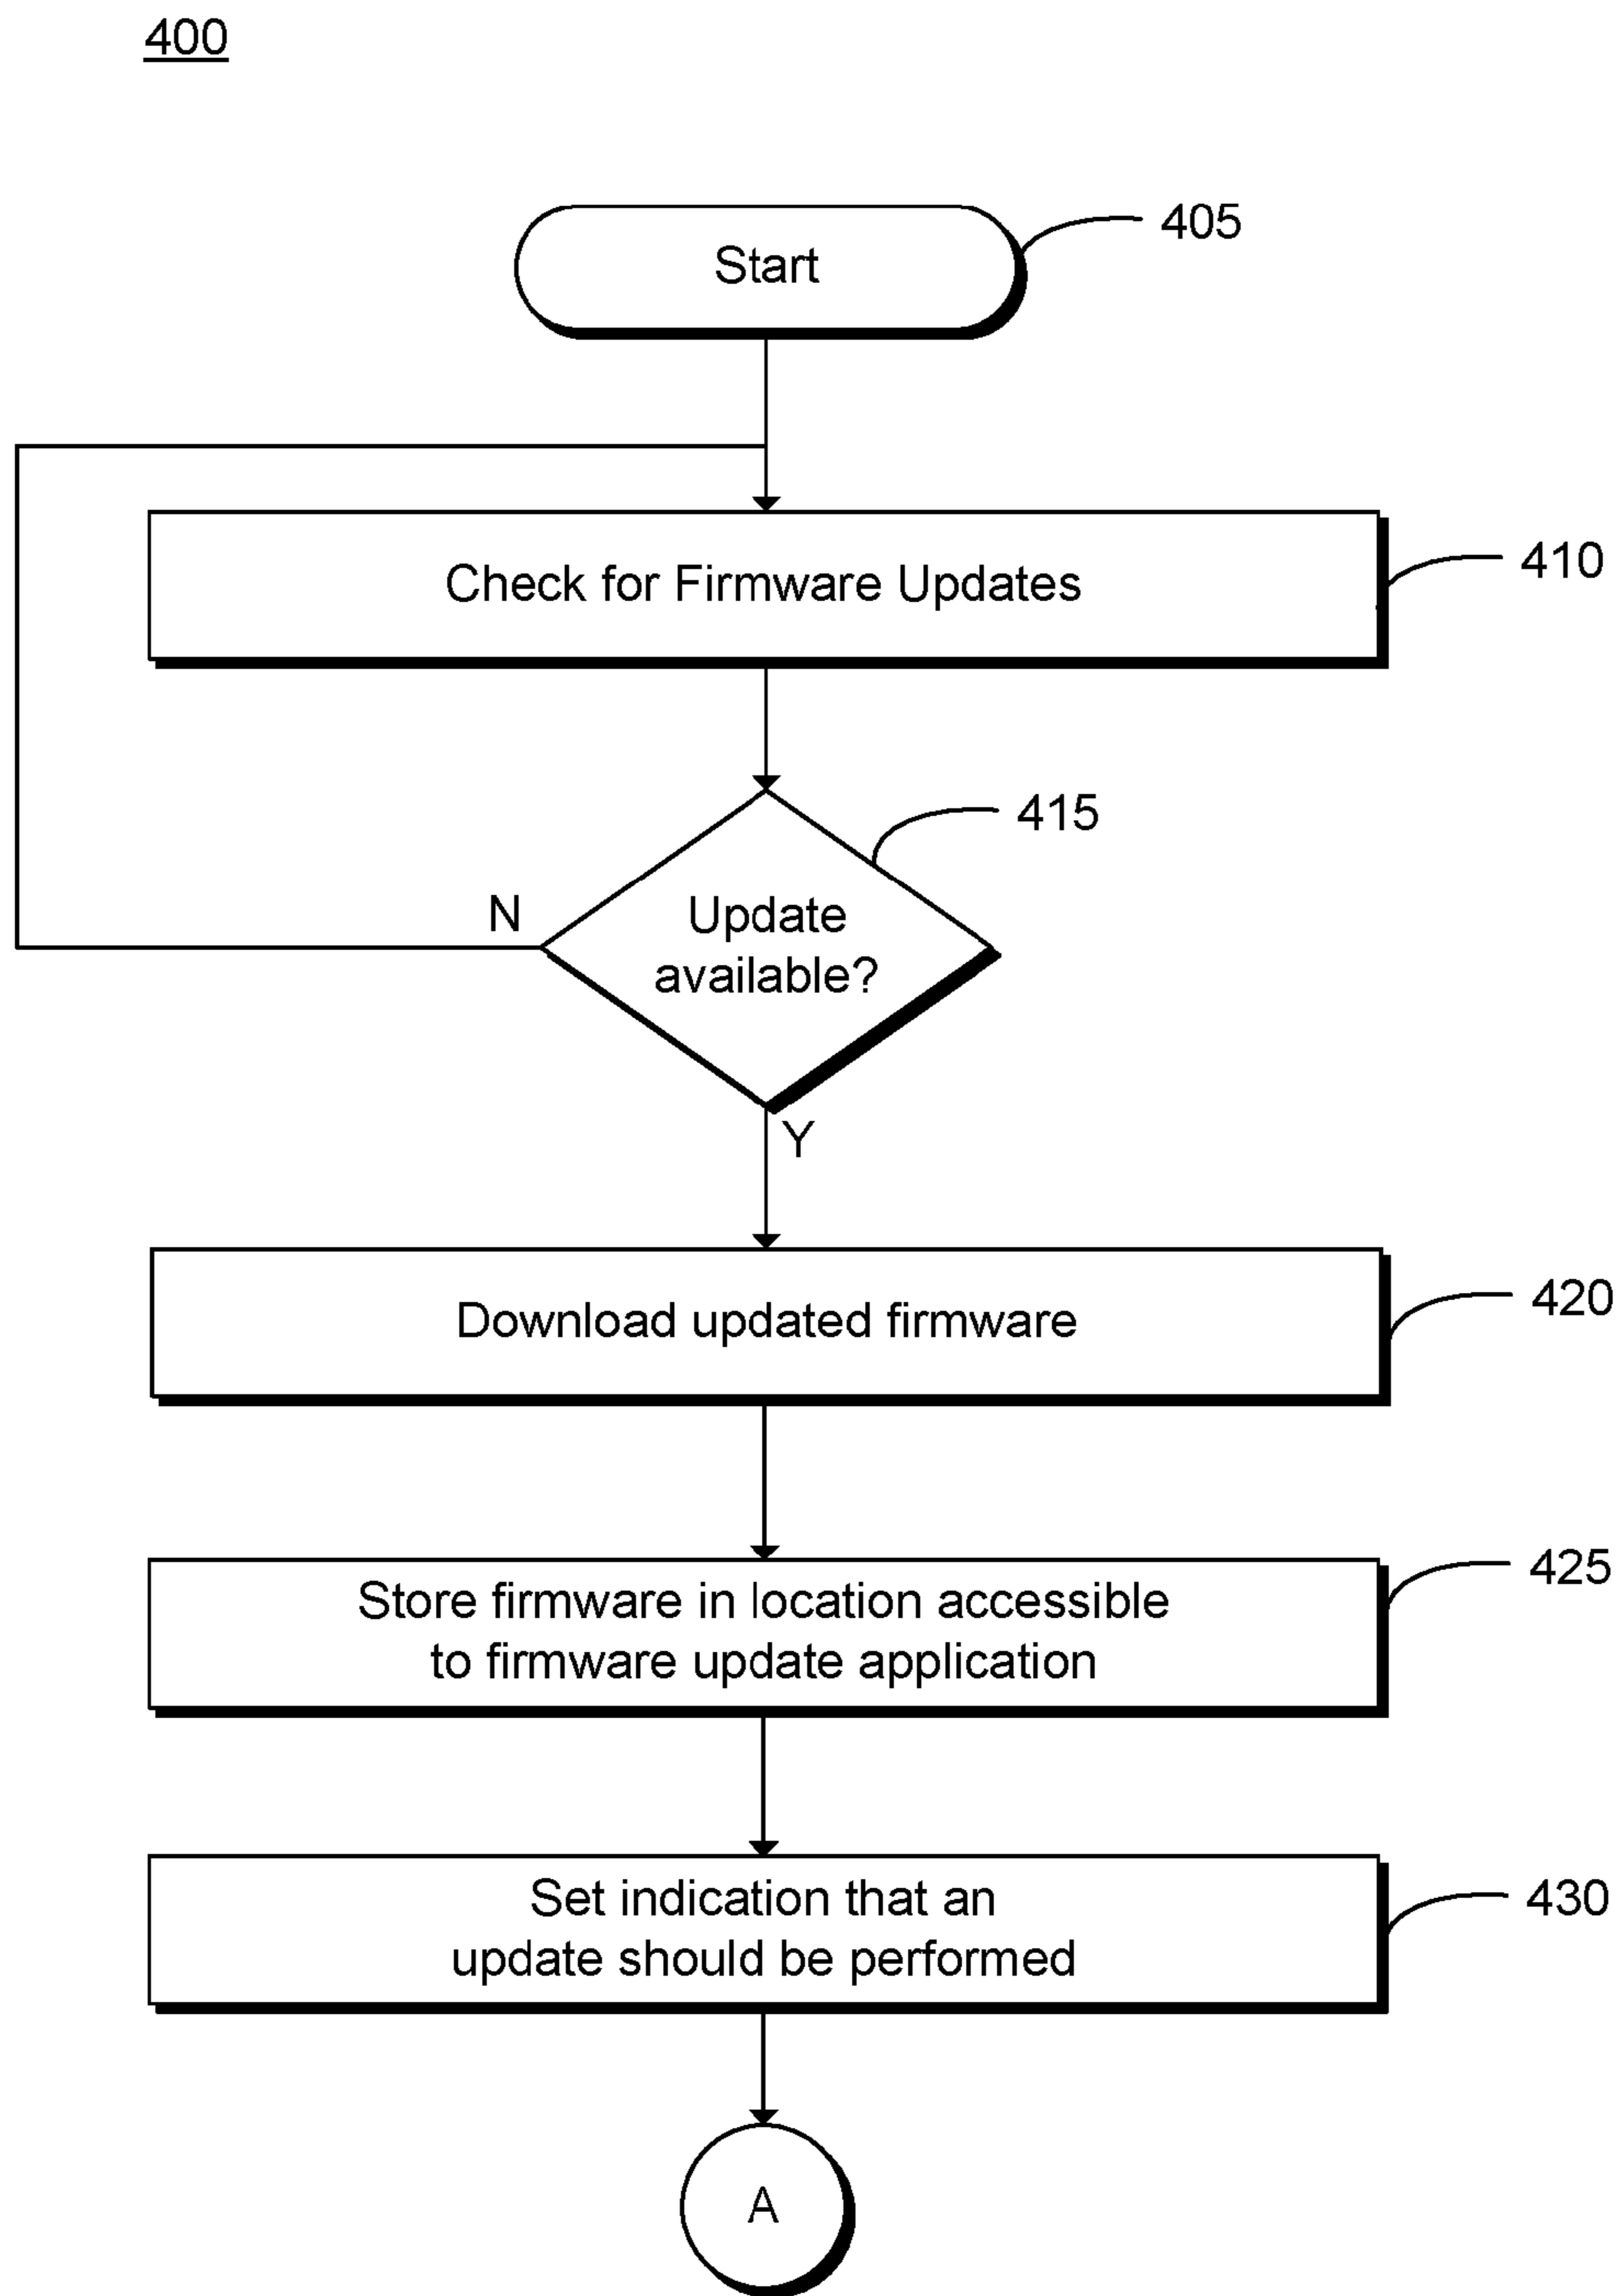 400
Start
405
Check for Firmware Updates
410
415
Update
available?
N
Y
Download updated firmware
420
Store firmware in location accessible
to firmware update application
425
Set indication that an
update should be performed
430
A